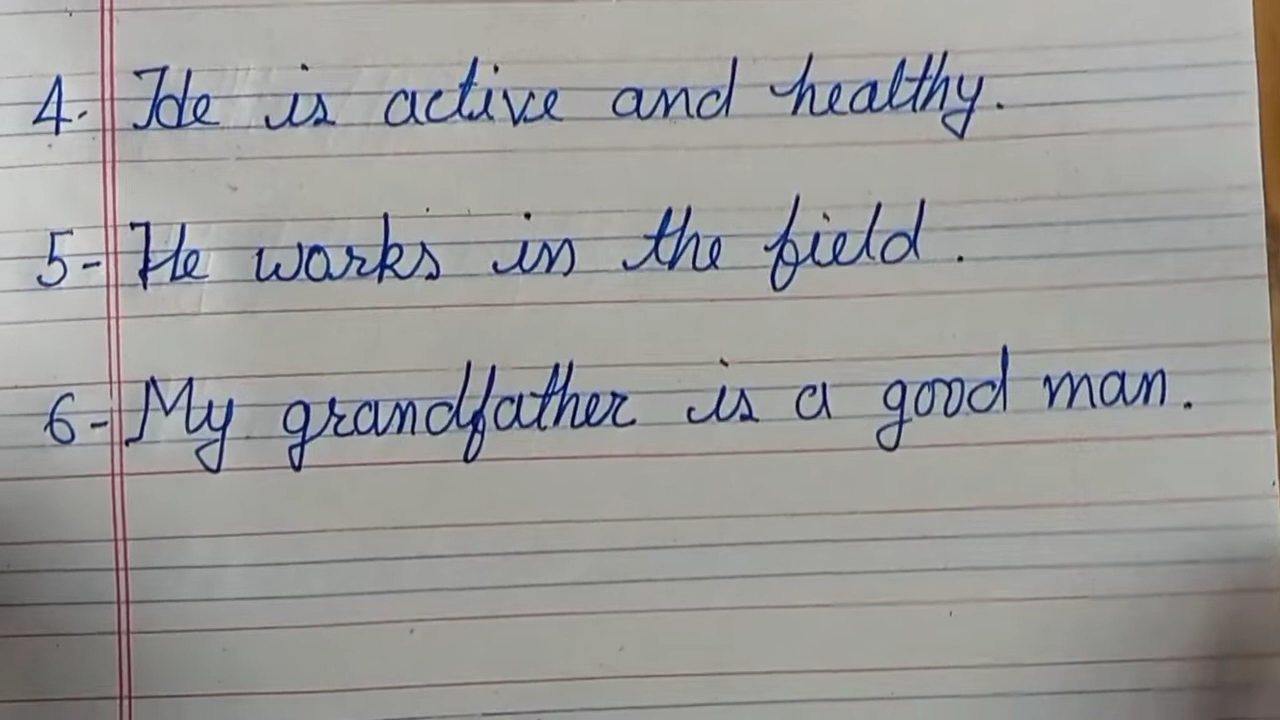 4. He is active and healthy.
5- He works in the field.
6- My grandfather is a good man.